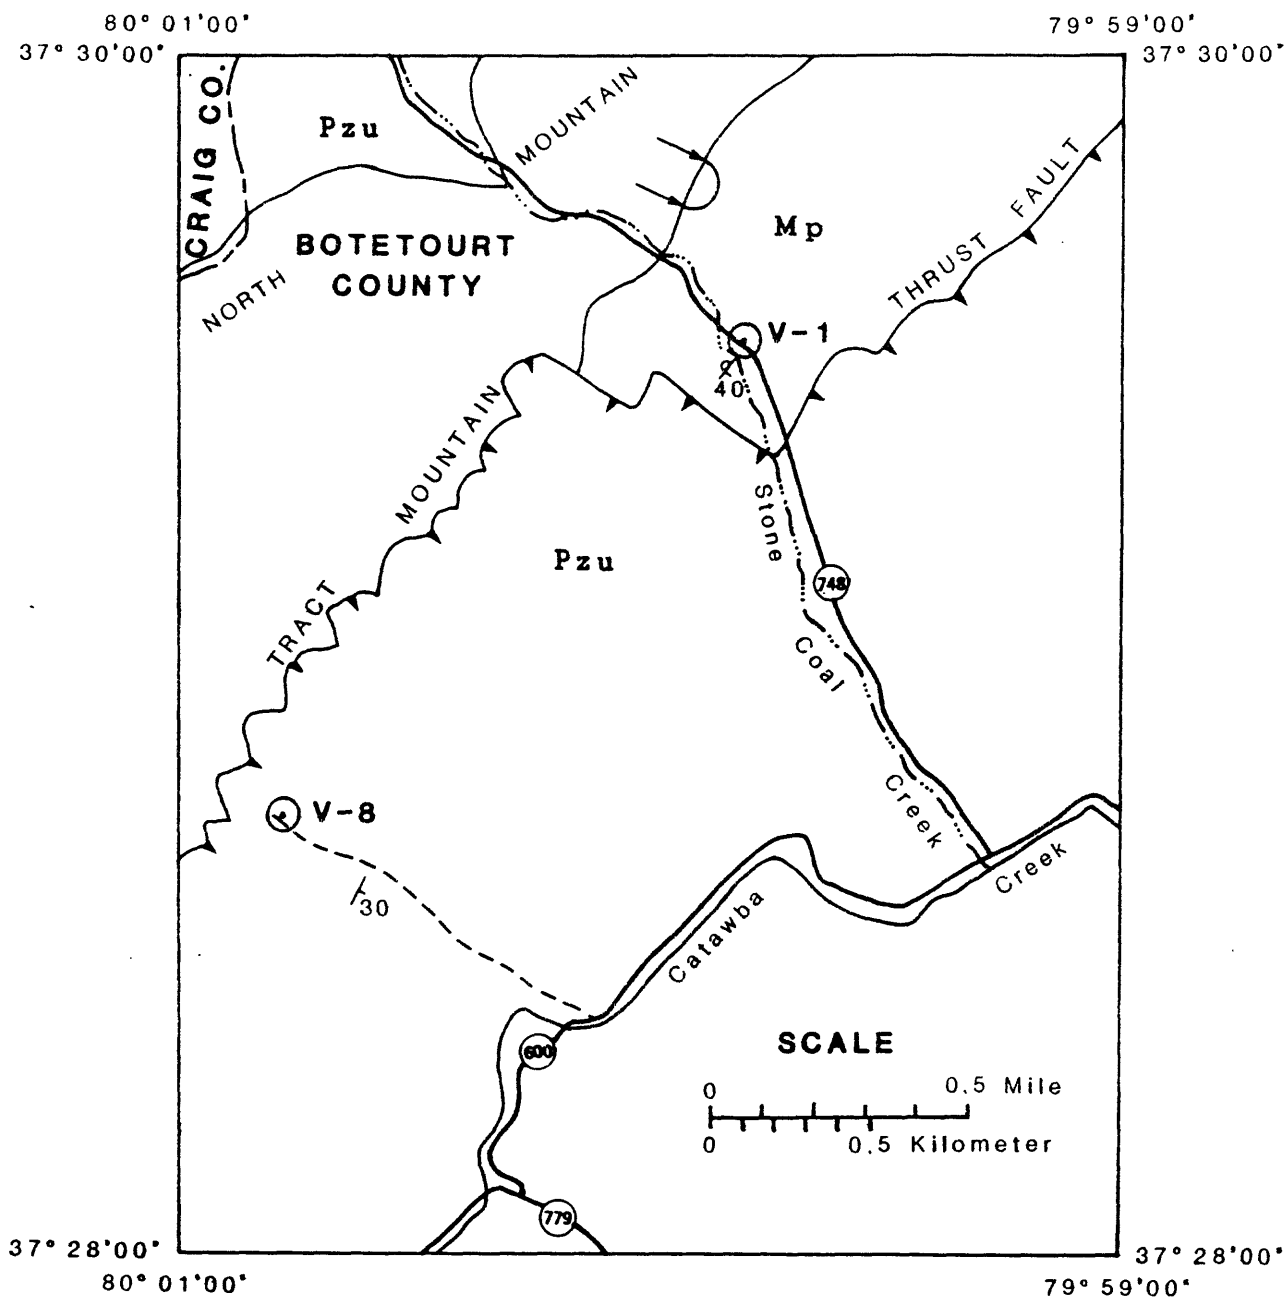 80° 01'00"
79° 59'00"
37° 30'00"
37° 30'00"
CRAIG CO.
Pzu
MOUNTAIN
NORTH
BOTETOURT
COUNTY
Mp
THRUST FAULT
V-1
40
TRACT MOUNTAIN
Pzu
Stone Coal Creek
748
V-8
30
Catawba Creek
600
SCALE
0 0.5 Mile
0 0.5 Kilometer
779
37° 28'00"
37° 28'00"
80° 01'00"
79° 59'00"